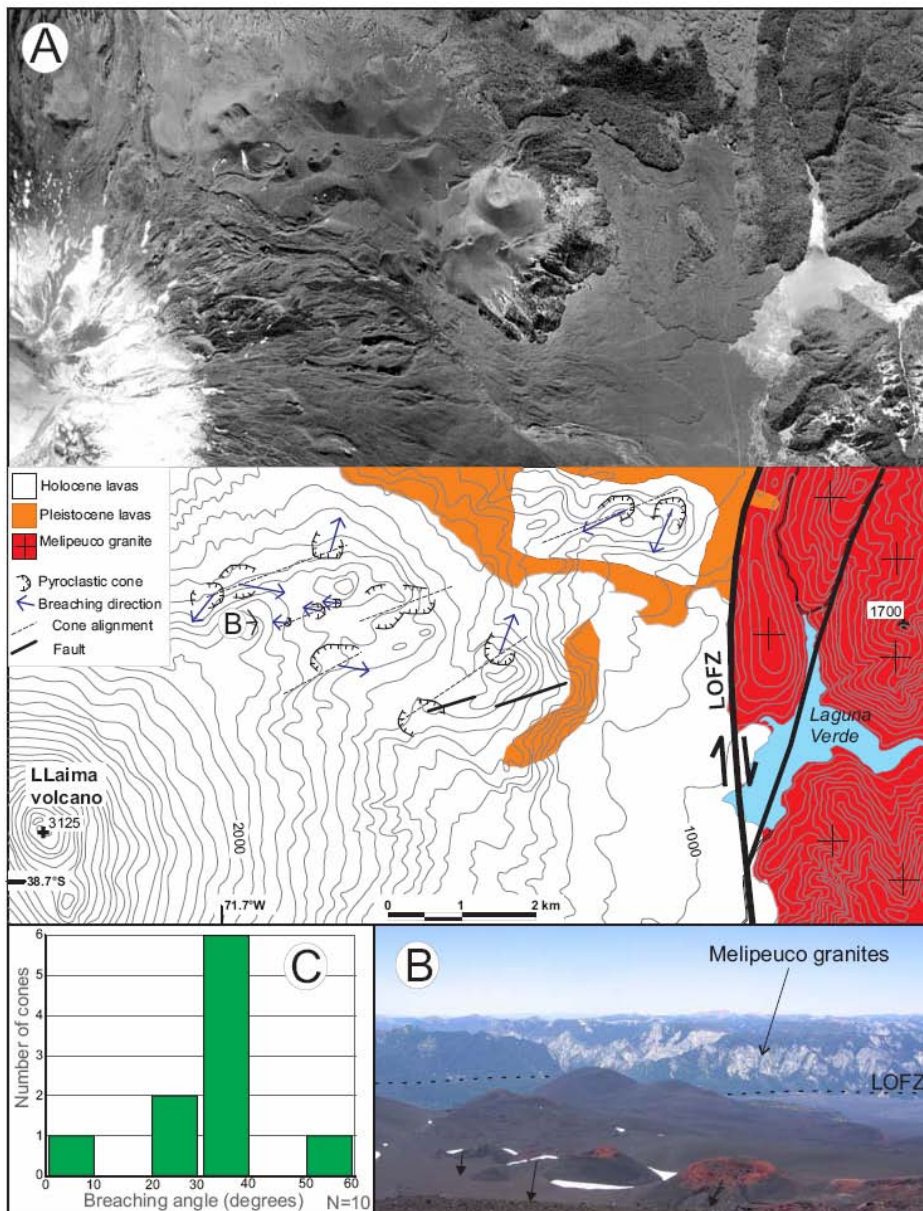 A
Holocene lavas
Pleistocene lavas
Melipeuco granite
Pyroclastic cone
Breaching direction
Cone alignment
Fault
B
LOFZ
1700
Laguna
Verde
LLaima
volcano
3125
2000
1000
38.7°S
71.7°W
0 1 2 km
C
Number of cones
6
5
4
3
2
1
0
0 10 20 30 40 50 60
Breaching angle (degrees)
N=10
B
Melipeuco granites
LOFZ